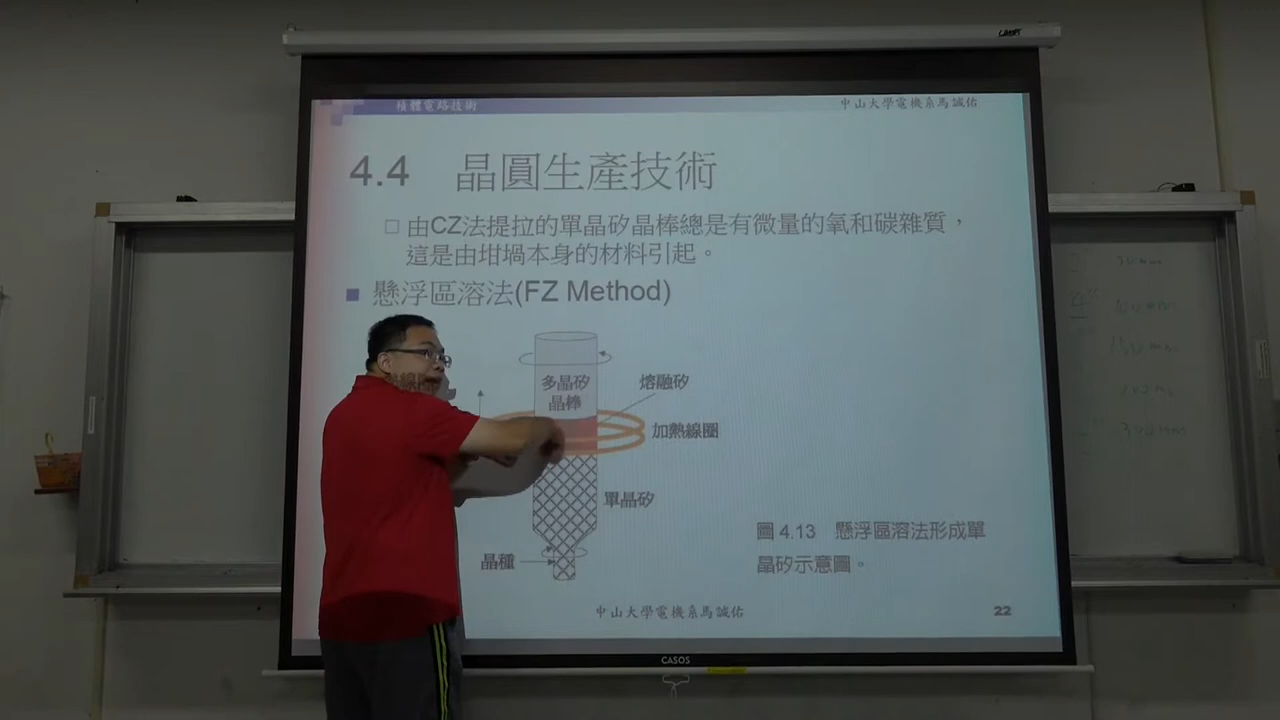 積體電路技術
中山大學電機系馬誠佑
4.4 晶圓生產技術
由CZ法提拉的單晶矽晶棒總是有微量的氧和碳雜質，
這是由坩堝本身的材料引起。
懸浮區溶法(FZ Method)
多晶矽
晶棒
熔融矽
加熱線圈
單晶矽
晶種
圖 4.13 懸浮區溶法形成單
晶矽示意圖。
中山大學電機系馬誠佑
22
CASOS